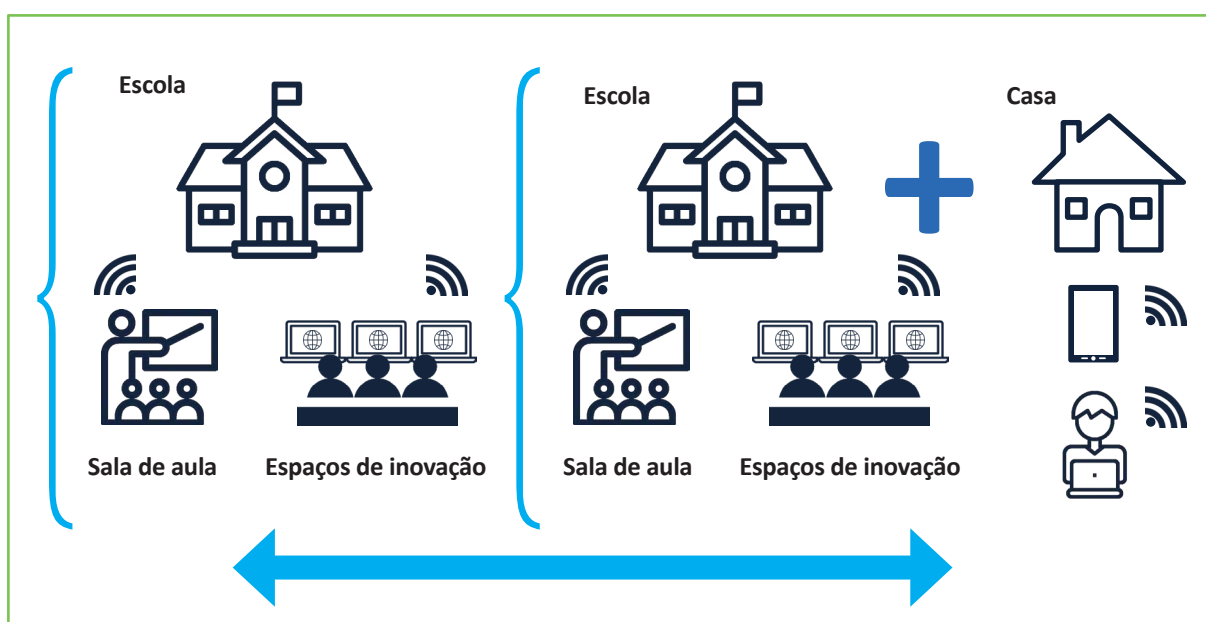 Escola
Escola
Casa
Sala de aula
Espaços de inovação
Sala de aula
Espaços de inovação